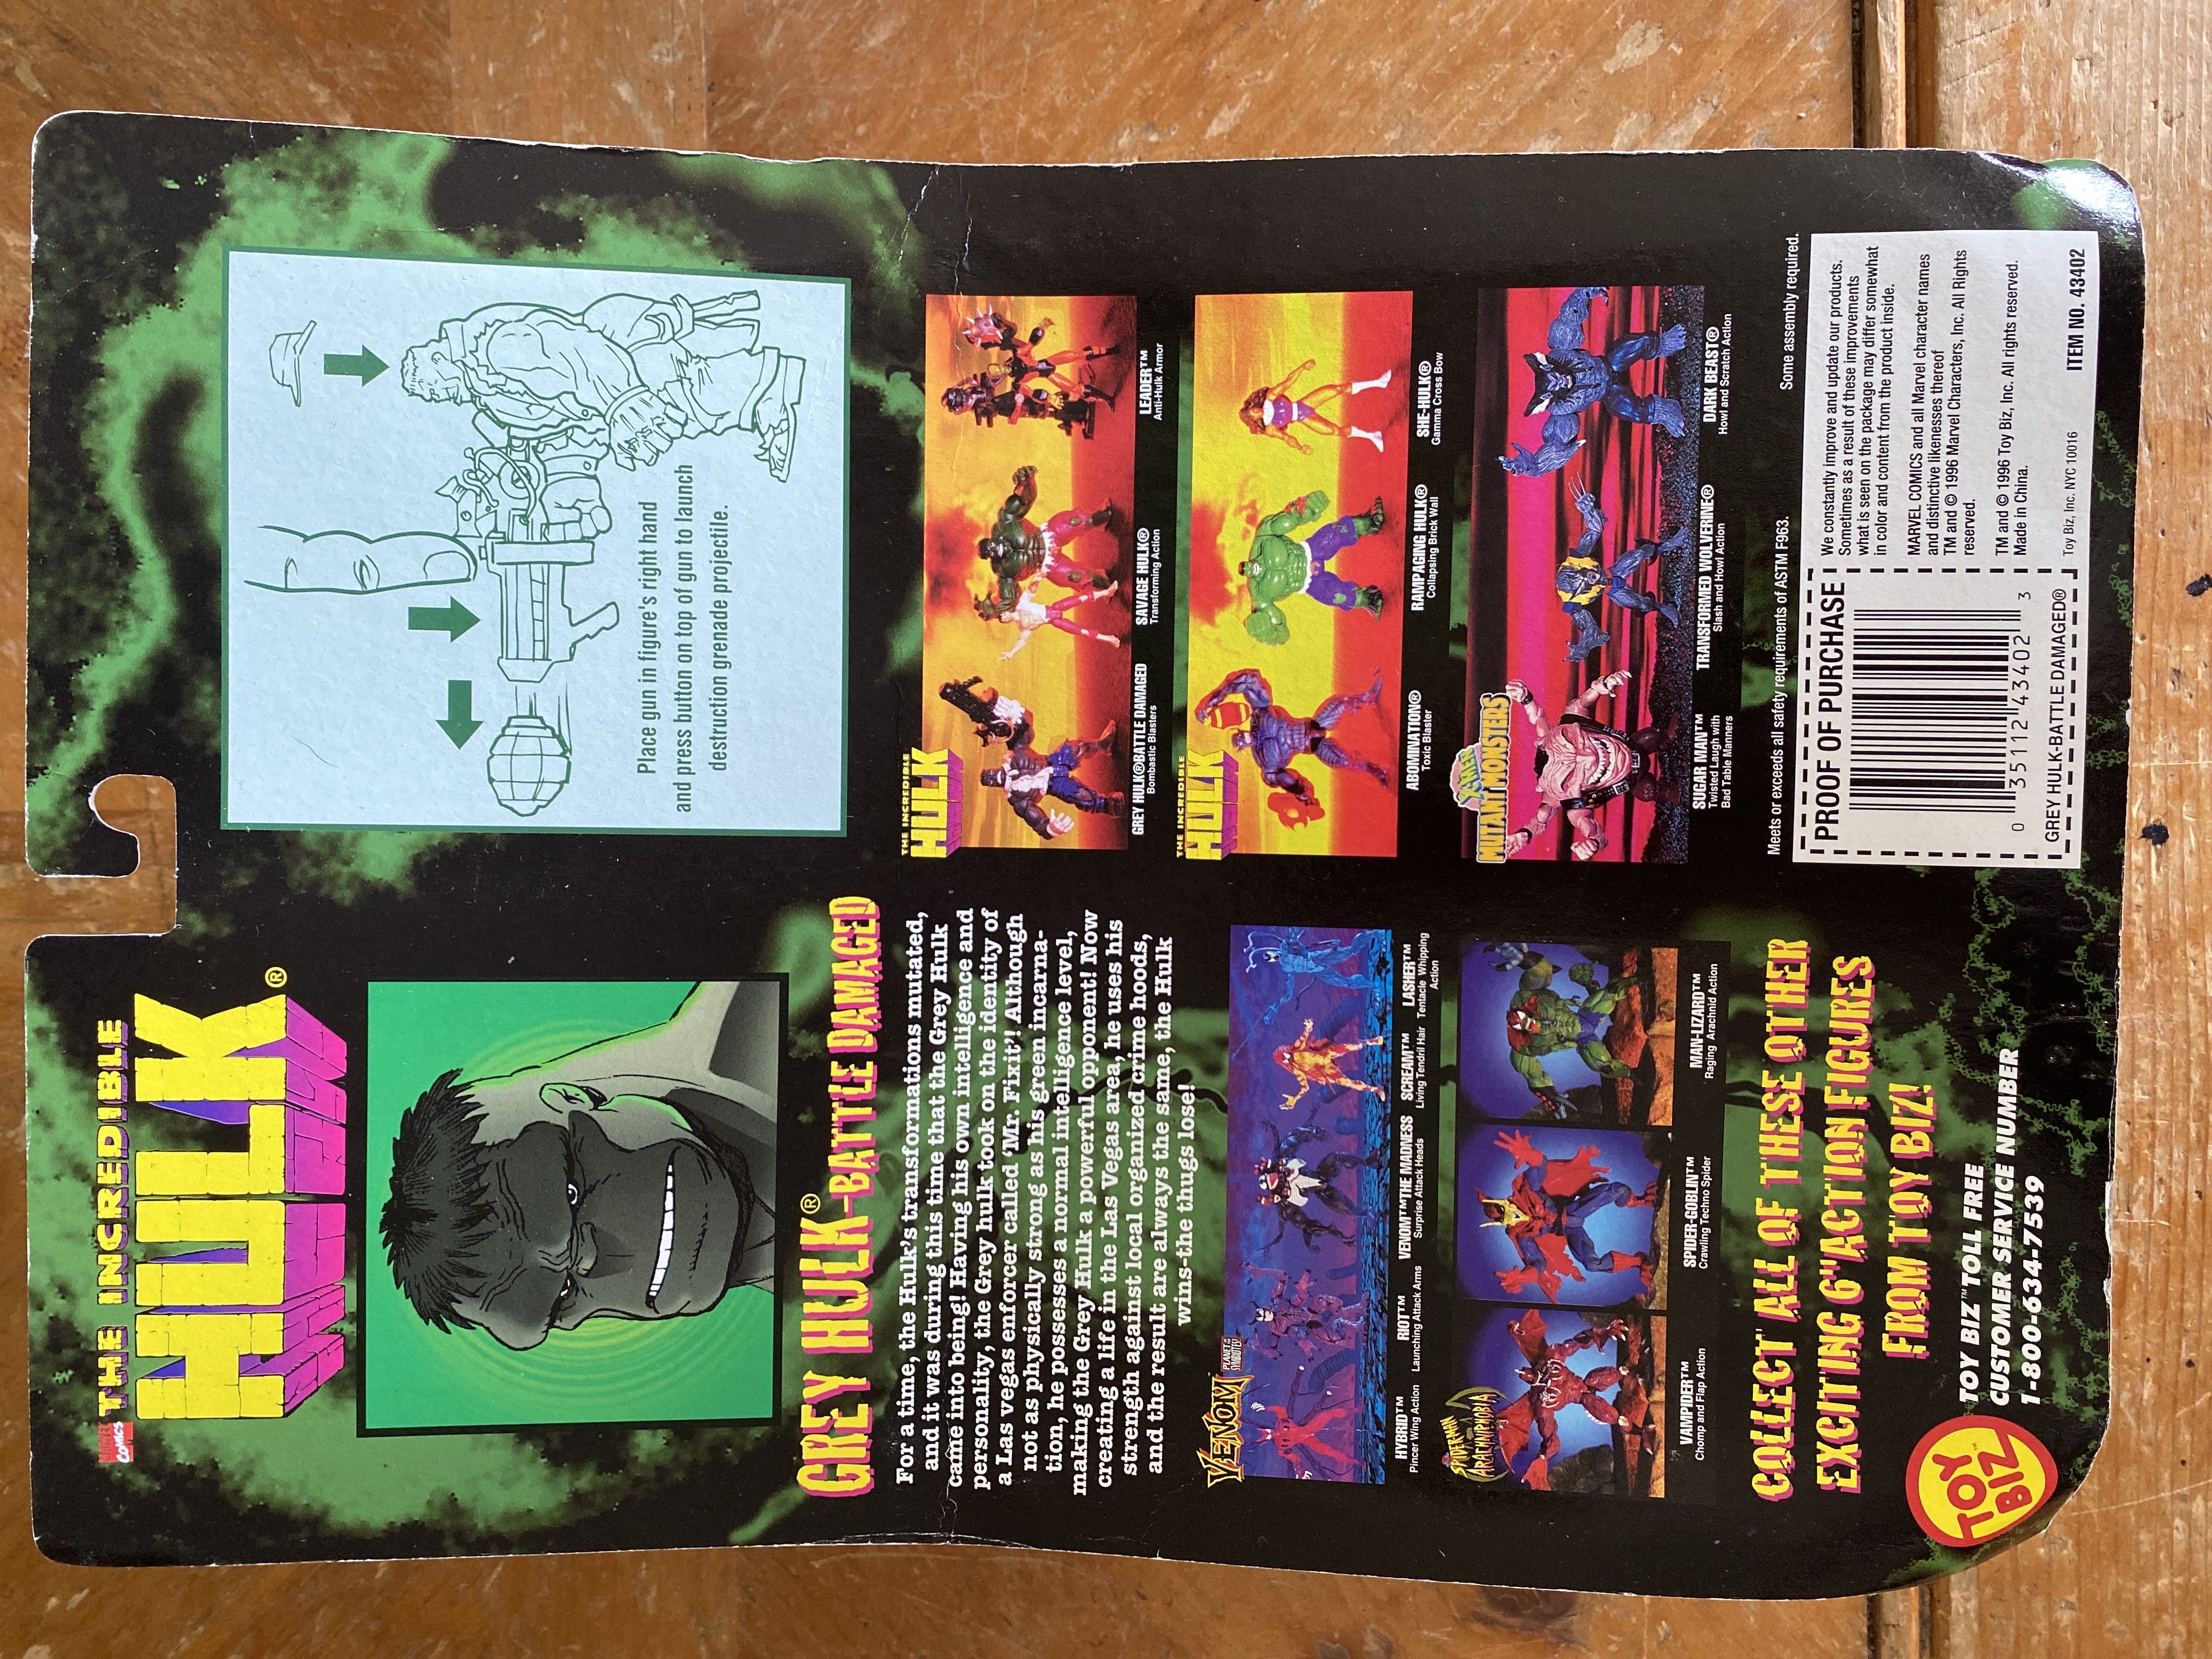 MARVEL
COMICS
THE INCREDIBLE
HULK®
GREY HULK®-BATTLE DAMAGED
For a time, the Hulk's transformations mutated,
and it was during this time that the Grey Hulk
came into being! Having his own intelligence and
personality, the Grey hulk took on the identity of
a Las vegas enforcer called 'Mr. Fixit'! Although
not as physically strong as his green incarna-
tion, he possesses a normal intelligence level,
making the Grey Hulk a powerful opponent! Now
creating a life in the Las Vegas area, he uses his
strength against local organized crime hoods,
and the result are always the same, the Hulk
wins-the thugs lose!
VENOM
PLANET OF THE
SYMBIOTES
HYBRID™
Pincer Wing Action
RIOT™
Launching Attack Arms
VENOM™THE MADNESS
Surprise Attack Heads
SCREAM™
Living Tendril Hair
LASHER™
Tentacle Whipping
Action
SPIDER-MAN
ARACHNIPHOBIA
VAMPIDER™
Chomp and Flap Action
SPIDER-GOBLIN™
Crawling Techno Spider
MAN-LIZARD™
Raging Arachnid Action
COLLECT ALL OF THESE OTHER
EXCITING 6" ACTION FIGURES
FROM TOY BIZ!
TOY
BIZ™
TOY BIZ™ TOLL FREE
CUSTOMER SERVICE NUMBER
1-800-634-7539
Place gun in figure's right hand
and press button on top of gun to launch
destruction grenade projectile.
THE INCREDIBLE
HULK
GREY HULK®BATTLE DAMAGED
Bombastic Blasters
SAVAGE HULK®
Transforming Action
LEADER™
Anti-Hulk Armor
THE INCREDIBLE
HULK
ABOMINATION®
Toxic Blaster
RAMPAGING HULK®
Collapsing Brick Wall
SHE-HULK®
Gamma Cross Bow
X-MEN
MUTANT MONSTERS
SUGAR MAN™
Twisted Laugh with
Bad Table Manners
TRANSFORMED WOLVERINE®
Slash and Howl Action
DARK BEAST®
Howl and Scratch Action
Meets or exceeds all safety requirements of ASTM F963.
Some assembly required.
PROOF OF PURCHASE
0 35112 43402 3
GREY HULK-BATTLE DAMAGED®
We constantly improve and update our products.
Sometimes as a result of these improvements
what is seen on the package may differ somewhat
in color and content from the product inside.
MARVEL COMICS and all Marvel character names
and distinctive likenesses thereof
TM and © 1996 Marvel Characters, Inc. All Rights
reserved.
TM and © 1996 Toy Biz, Inc. All rights reserved.
Made in China.
Toy Biz, Inc. NYC 10016
ITEM NO. 43402